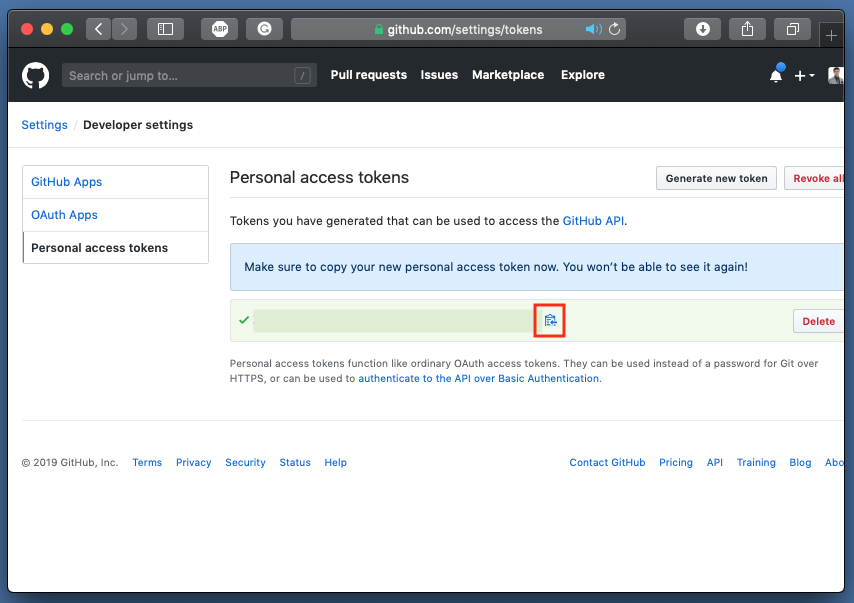 ABP
G
github.com/settings/tokens
Search or jump to… /
Pull requests Issues Marketplace Explore
Settings / Developer settings
GitHub Apps
OAuth Apps
Personal access tokens
Personal access tokens
Generate new token
Revoke all
Tokens you have generated that can be used to access the GitHub API.
Make sure to copy your new personal access token now. You won’t be able to see it again!
Delete
Personal access tokens function like ordinary OAuth access tokens. They can be used instead of a password for Git over
HTTPS, or can be used to authenticate to the API over Basic Authentication.
© 2019 GitHub, Inc. Terms Privacy Security Status Help
Contact GitHub Pricing API Training Blog Abo